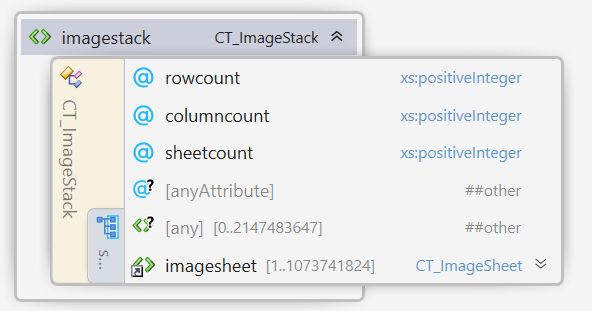 imagestack CT_ImageStack
CT_ImageStack
rowcount xs:positiveInteger
columncount xs:positiveInteger
sheetcount xs:positiveInteger
[anyAttribute] ##other
[any] [0..2147483647] ##other
S...
imagesheet [1..1073741824] CT_ImageSheet